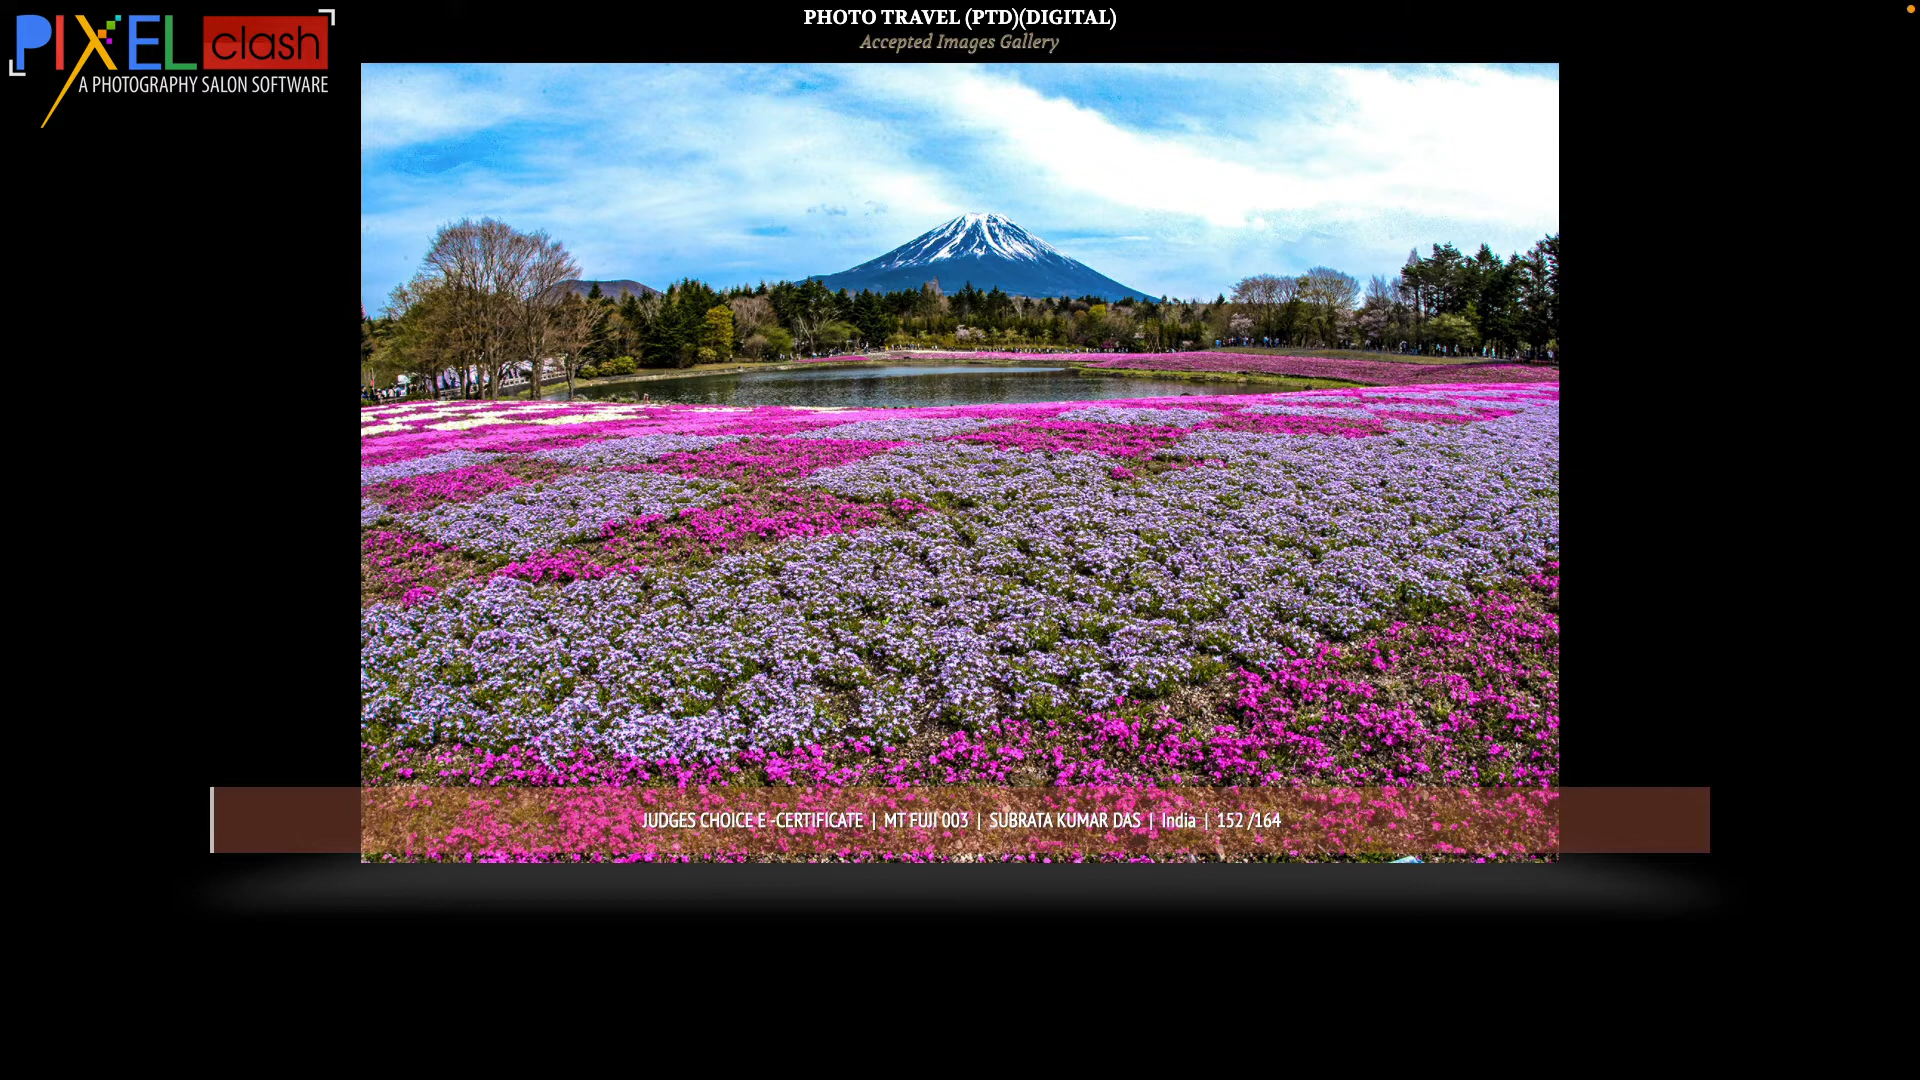 PIXEL clash
A PHOTOGRAPHY SALON SOFTWARE
PHOTO TRAVEL (PTD)(DIGITAL)
Accepted Images Gallery
JUDGES CHOICE E -CERTIFICATE | MT FUJI 003 | SUBRATA KUMAR DAS | India | 152 /164